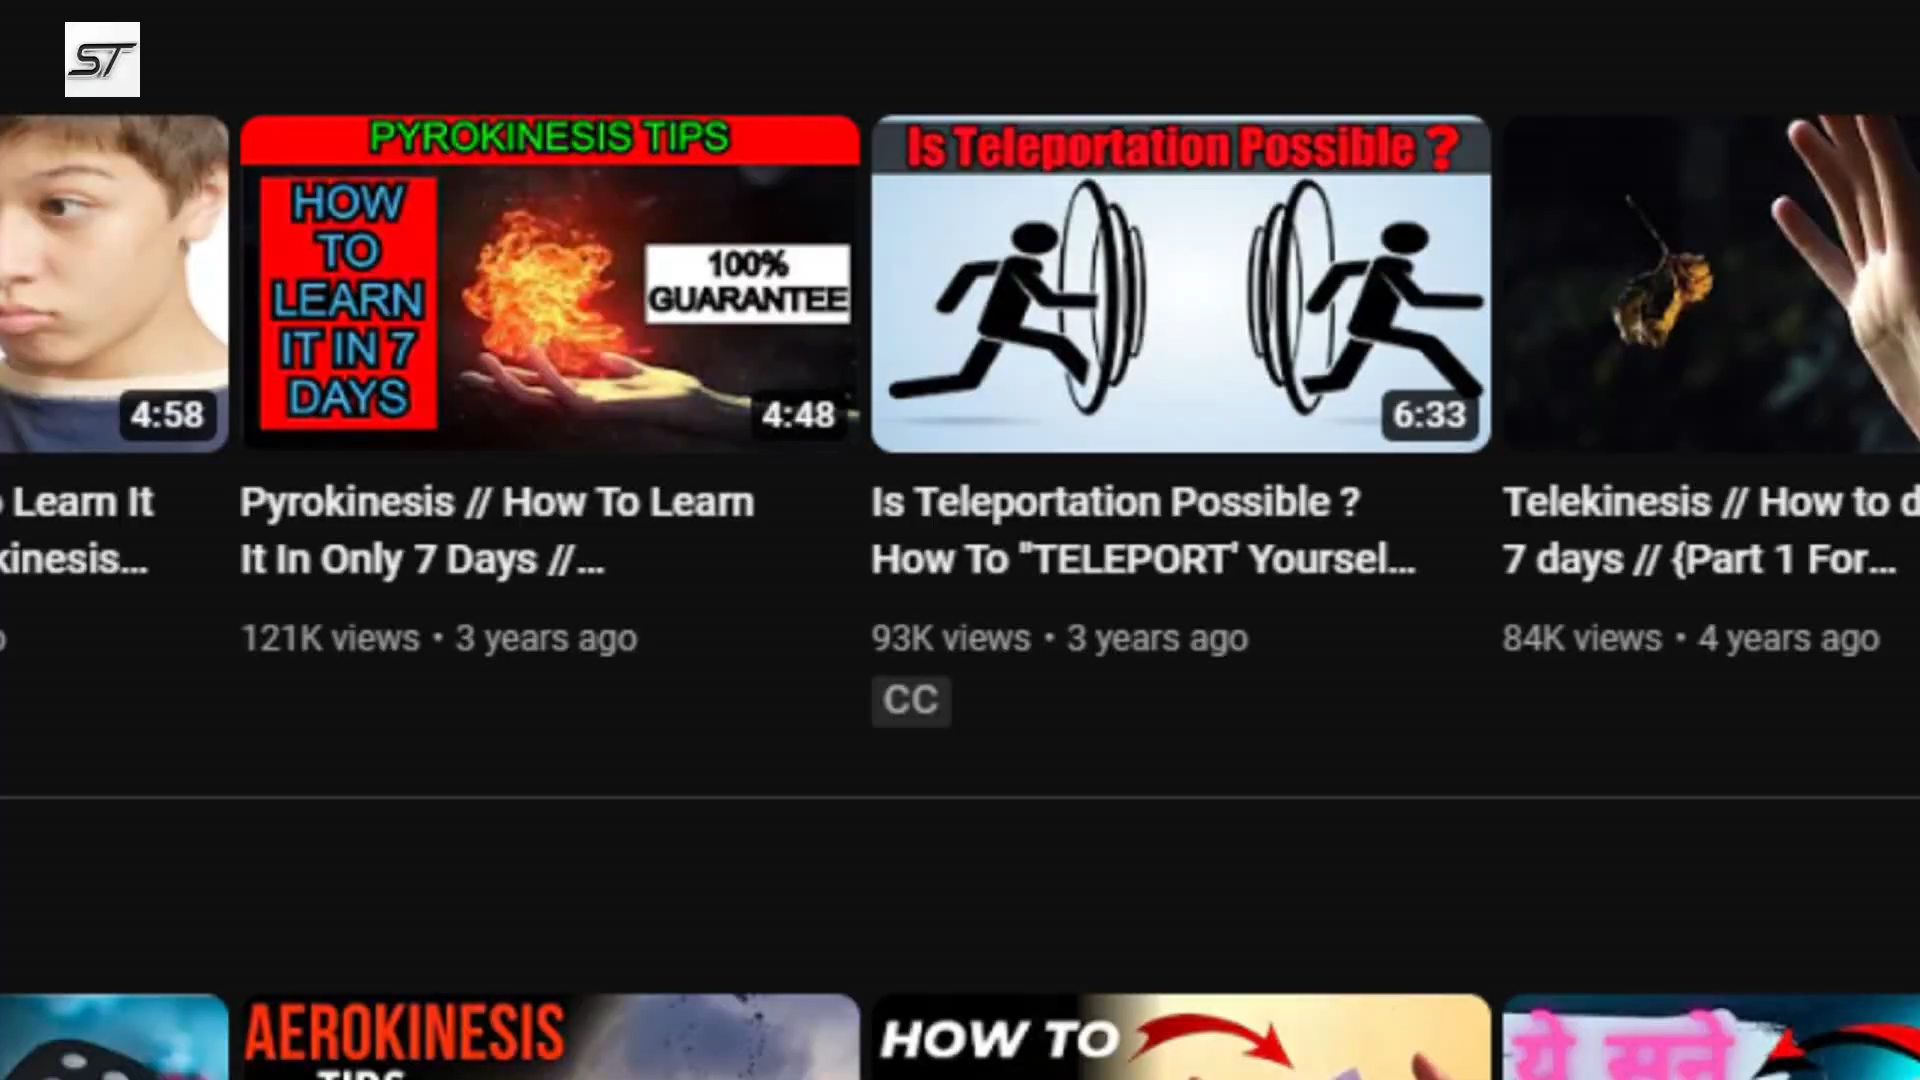 ST
PYROKINESIS TIPS
HOW
TO
LEARN
IT IN 7
DAYS
100%
GUARANTEE
4:58
4:48
Is Teleportation Possible ?
6:33
Learn It
kinesis...
Pyrokinesis // How To Learn
It In Only 7 Days //...
121K views • 3 years ago
Is Teleportation Possible ?
How To "TELEPORT' Yoursel...
93K views • 3 years ago
CC
Telekinesis // How to d
7 days // {Part 1 For...
84K views • 4 years ago
AEROKINESIS
TIPS
HOW TO
ये सुने